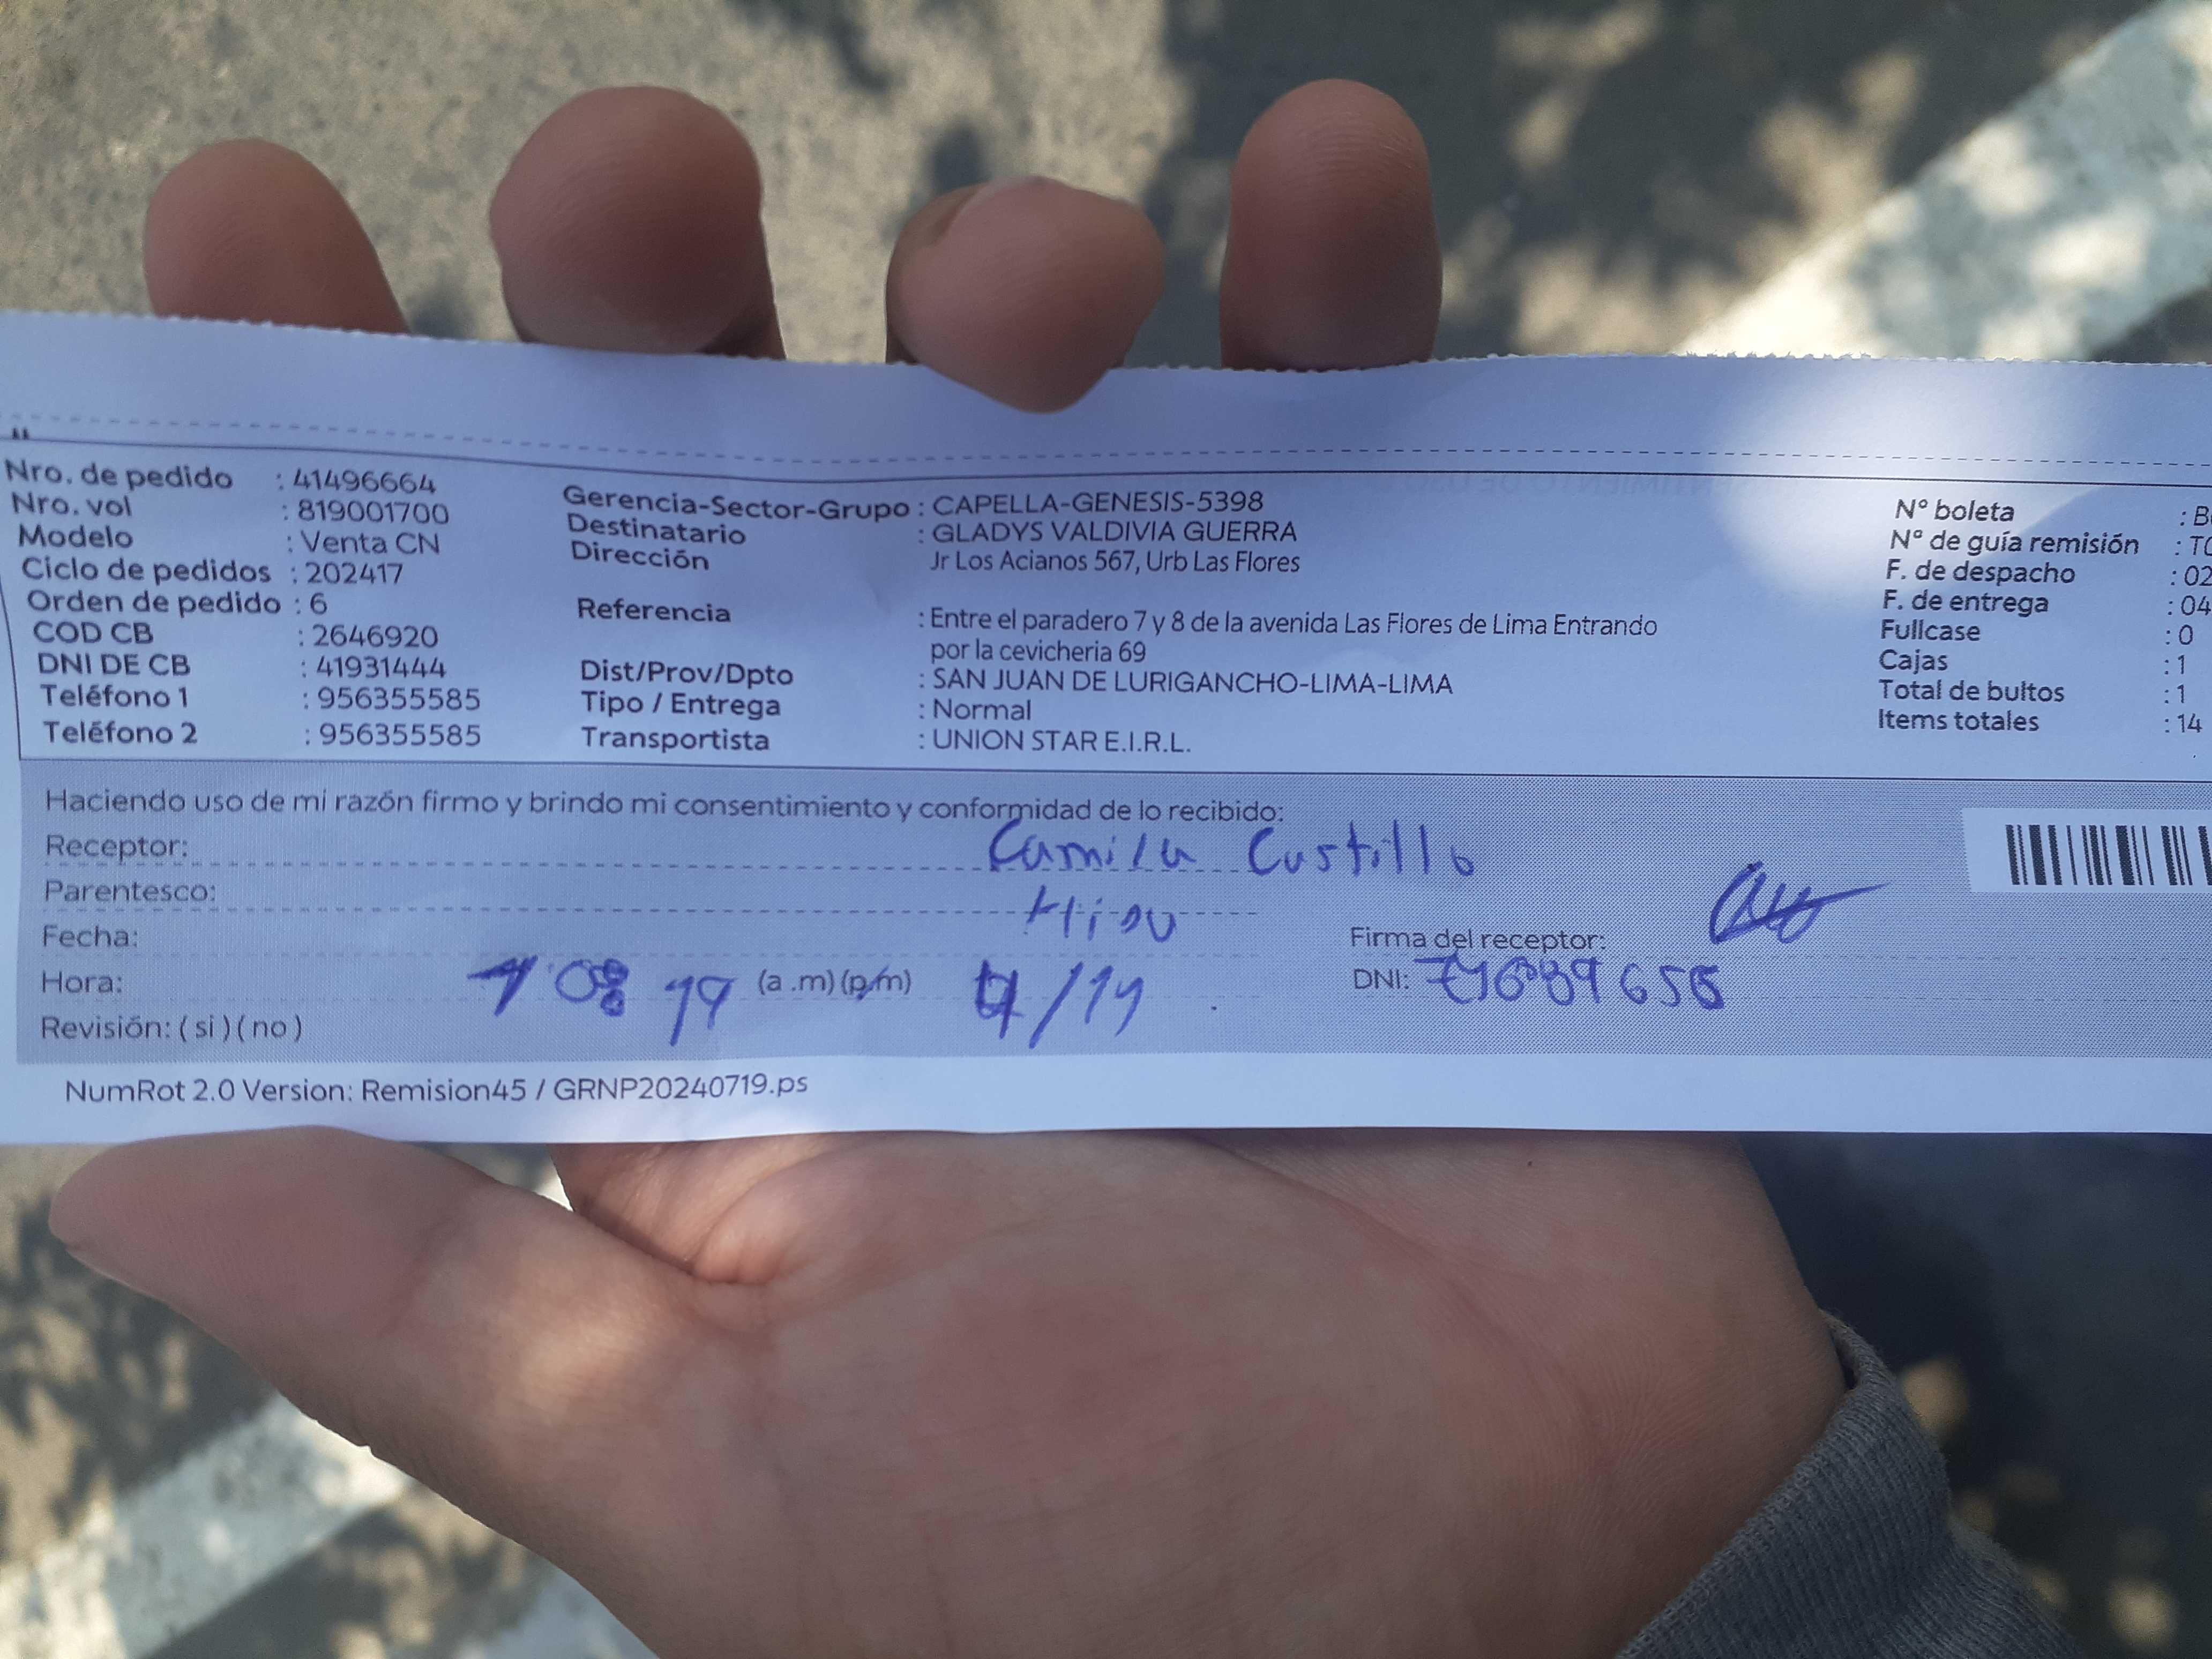 Nro. de pedido : 41496664
Nro. vol : 819001700
Modelo : Venta CN
Ciclo de pedidos : 202417
Orden de pedido : 6
COD CB : 2646920
DNI DE CB : 41931444
Teléfono 1 : 956355585
Teléfono 2 : 956355585
Gerencia-Sector-Grupo : CAPELLA-GENESIS-5398
Destinatario : GLADYS VALDIVIA GUERRA
Dirección Jr Los Acianos 567, Urb Las Flores
Referencia : Entre el paradero 7 y 8 de la avenida Las Flores de Lima Entrando
por la cevicheria 69
Dist/Prov/Dpto : SAN JUAN DE LURIGANCHO-LIMA-LIMA
Tipo / Entrega : Normal
Transportista : UNION STAR E.I.R.L.
N° boleta : B
N° de guía remisión : T
F. de despacho : 02
F. de entrega : 04
Fullcase : 0
Cajas : 1
Total de bultos : 1
Items totales : 14
Haciendo uso de mi razón firmo y brindo mi consentimiento y conformidad de lo recibido:
Receptor: Camila Castillo
Parentesco:
Fecha:
Hora: (a .m) (p.m)
Revisión: ( si ) ( no )
Firma del receptor:
DNI:
NumRot 2.0 Version: Remision45 / GRNP20240719.ps